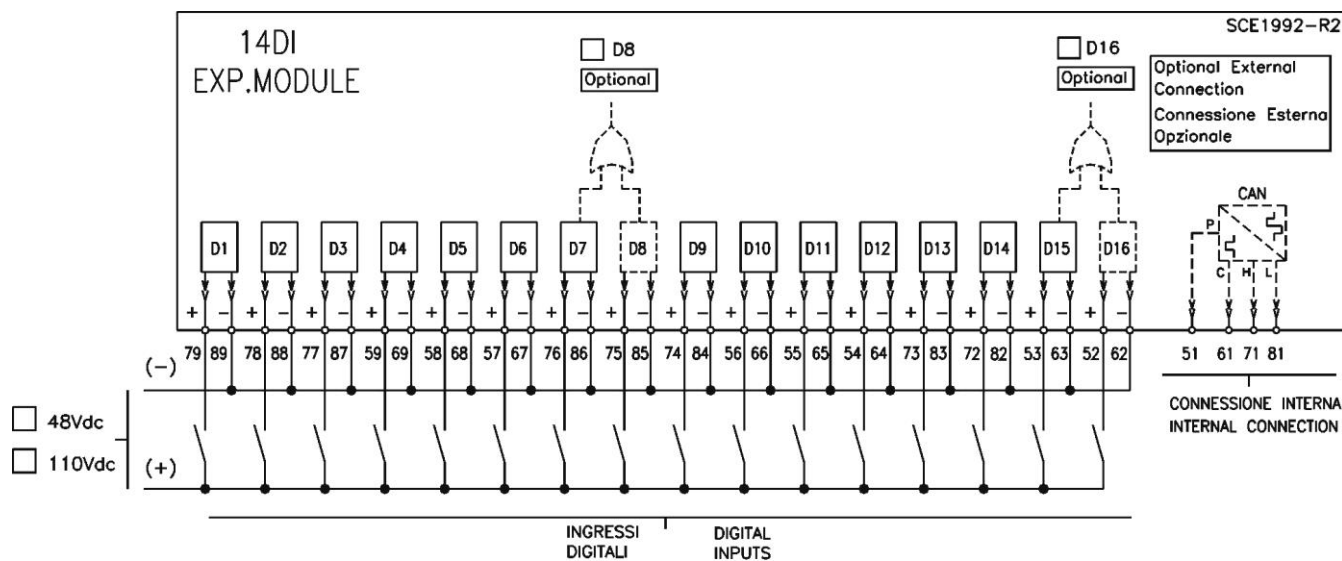 SCE1992-R2
14DI
EXP.MODULE
D8
Optional
D16
Optional
Optional External
Connection
Connessione Esterna
Opzionale
CAN
P
C H L
D1 D2 D3 D4 D5 D6 D7 D8 D9 D10 D11 D12 D13 D14 D15 D16
+ − + − + − + − + − + − + − + − + − + − + − + − + − + − + − + −
79 89 78 88 77 87 59 69 58 68 57 67 76 86 75 85 74 84 56 66 55 65 54 64 73 83 72 82 53 63 52 62 51 61 71 81
(-)
48Vdc
110Vdc
(+)
CONNESSIONE INTERNA
INTERNAL CONNECTION
INGRESSI
DIGITALI
DIGITAL
INPUTS